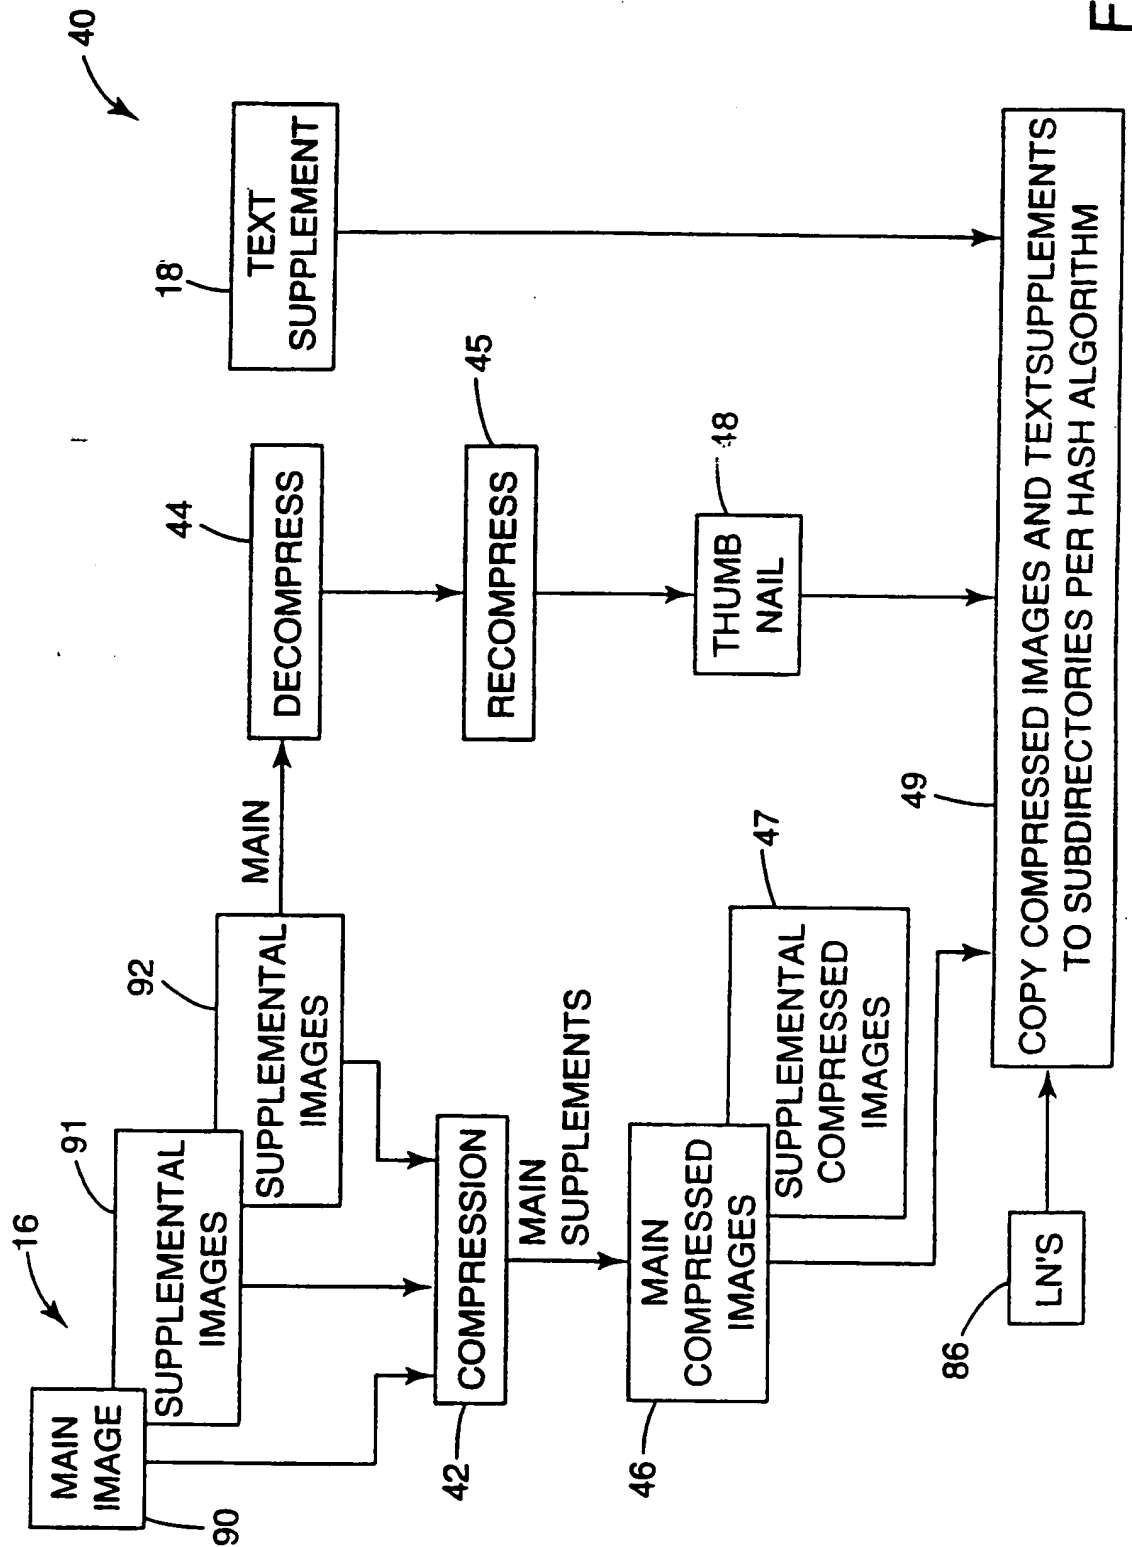 40
16
MAIN
IMAGE
90
91
SUPPLEMENTAL
IMAGES
92
SUPPLEMENTAL
IMAGES
MAIN
44
DECOMPRESS
18
TEXT
SUPPLEMENT
42
COMPRESSION
45
RECOMPRESS
MAIN
SUPPLEMENTS
46
MAIN
COMPRESSED
IMAGES
47
SUPPLEMENTAL
COMPRESSED
IMAGES
48
THUMB
NAIL
86
LN'S
49
COPY COMPRESSED IMAGES AND TEXTSUPPLEMENTS
TO SUBDIRECTORIES PER HASH ALGORITHM
F